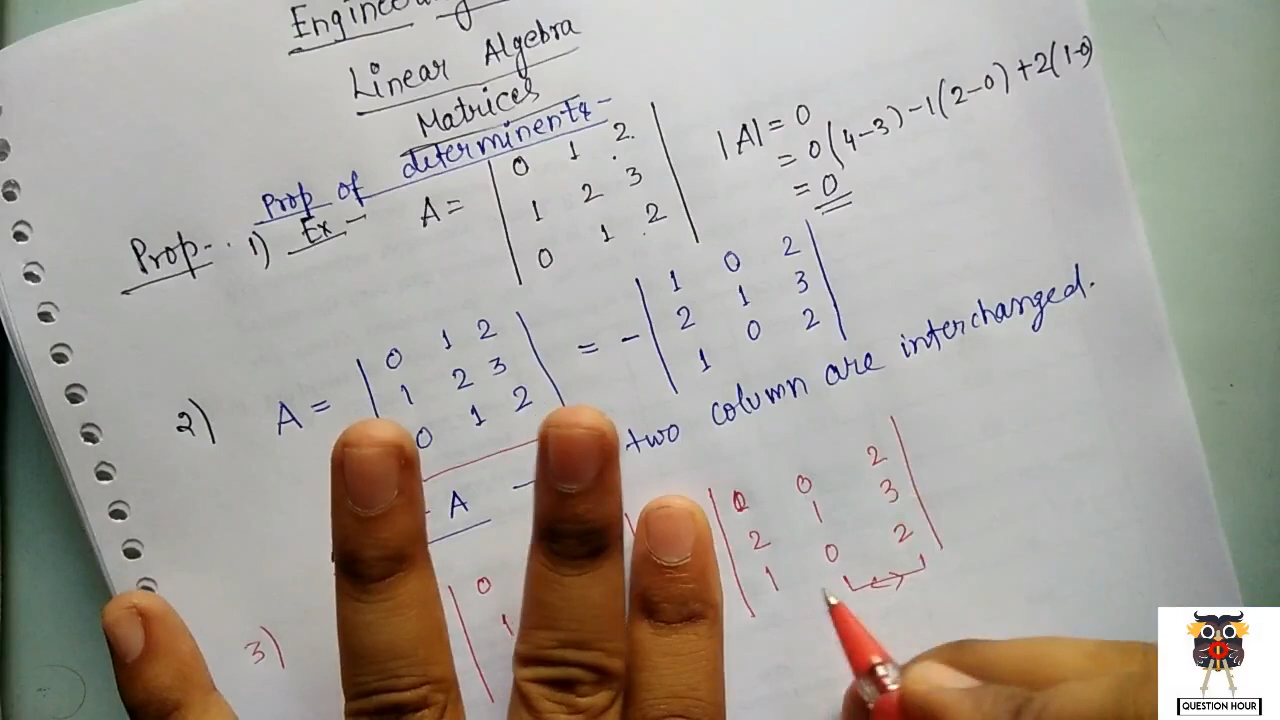 Linear Algebra
Matrices
Prop of determinents-
Prop- 1) Ex- A = | 0 1 2 |
| 1 2 3 |
| 0 1 2 |
|A| = 0
= 0(4-3) -1(2-0) +2(1-0)
= 0
2) A = | 0 1 2 | = - | 1 0 2 |
| 1 2 3 | | 2 1 3 |
0 1 2 | | 1 0 2 |
A - two column are interchanged.
3) | 0 | 0 2 |
| 1 | 2 1 3 |
| 1 0 2 |
QUESTION HOUR